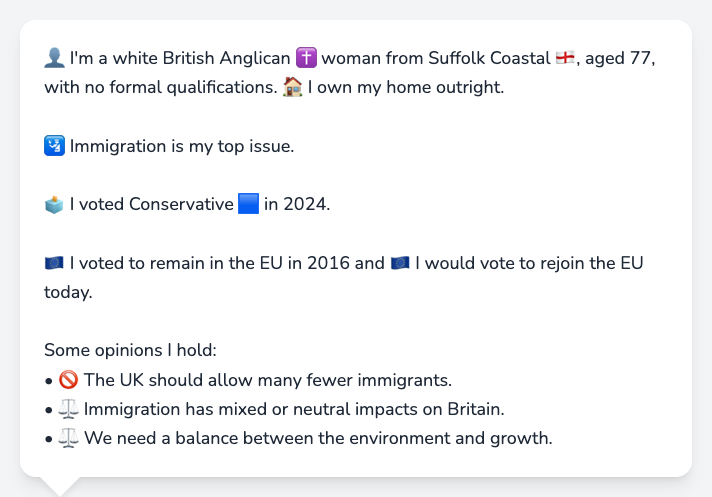 👤 I'm a white British Anglican ✝️ woman from Suffolk Coastal 🏴󠁧󠁢󠁥󠁮󠁧󠁿, aged 77,
with no formal qualifications. 🏠 I own my home outright.
🛂 Immigration is my top issue.
🗳️ I voted Conservative 🟦 in 2024.
🇪🇺 I voted to remain in the EU in 2016 and 🇪🇺 I would vote to rejoin the EU
today.
Some opinions I hold:
• 🚫 The UK should allow many fewer immigrants.
• ⚖️ Immigration has mixed or neutral impacts on Britain.
• ⚖️ We need a balance between the environment and growth.